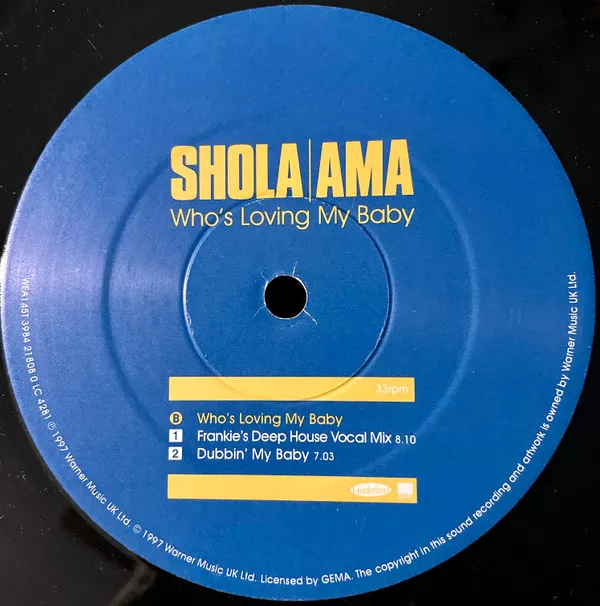 SHOLA AMA
Who's Loving My Baby
33rpm
B Who's Loving My Baby
1 Frankie's Deep House Vocal Mix 8.10
2 Dubbin' My Baby 7.03
WEA145T 3984 21808 0 LC 4281 ℗ 1997 Warner Music UK Ltd. © 1997 Warner Music UK Ltd. Licensed by GEMA. The copyright in this sound recording and artwork is owned by Warner Music UK Ltd.